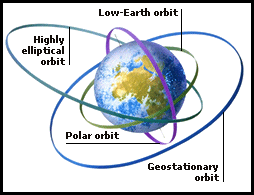 Low-Earth orbit
Highly
elliptical
orbit
Polar orbit
Geostationary
orbit